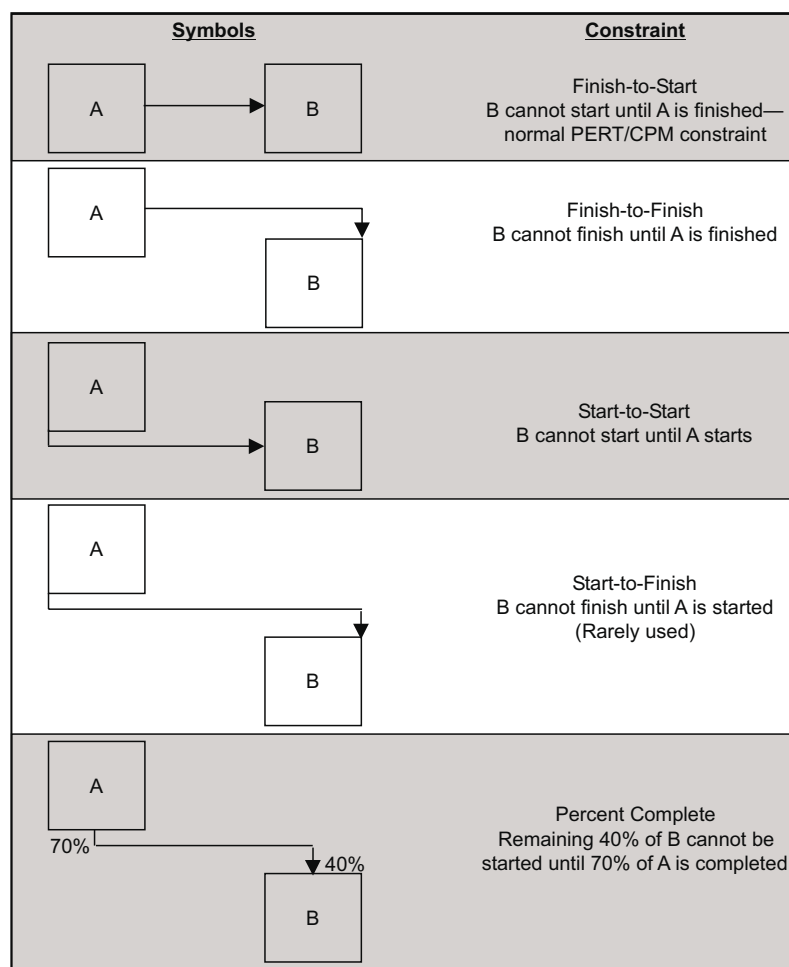 Symbols
Constraint
A
B
Finish-to-Start
B cannot start until A is finished—
normal PERT/CPM constraint
A
B
Finish-to-Finish
B cannot finish until A is finished
A
B
Start-to-Start
B cannot start until A starts
A
B
Start-to-Finish
B cannot finish until A is started
(Rarely used)
A
70%
40%
B
Percent Complete
Remaining 40% of B cannot be
started until 70% of A is completed